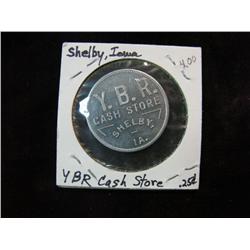 Shelby, Iowa
4.00
Y. B. R.
CASH STORE
SHELBY,
IA.
YBR Cash Store .25¢